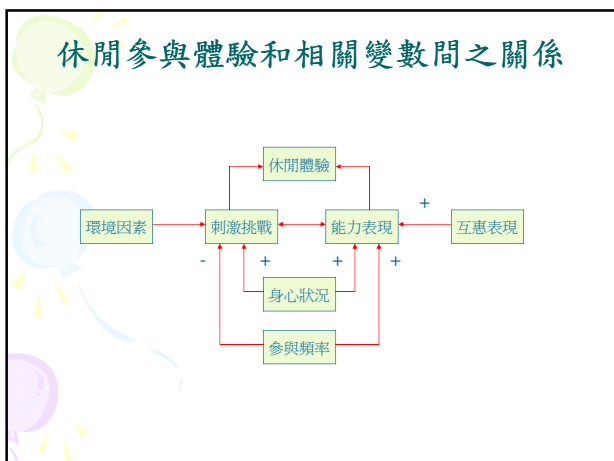 休閒參與體驗和相關變數間之關係
休閒體驗
+
環境因素 刺激挑戰 能力表現 互惠表現
- + + +
身心狀況
參與頻率